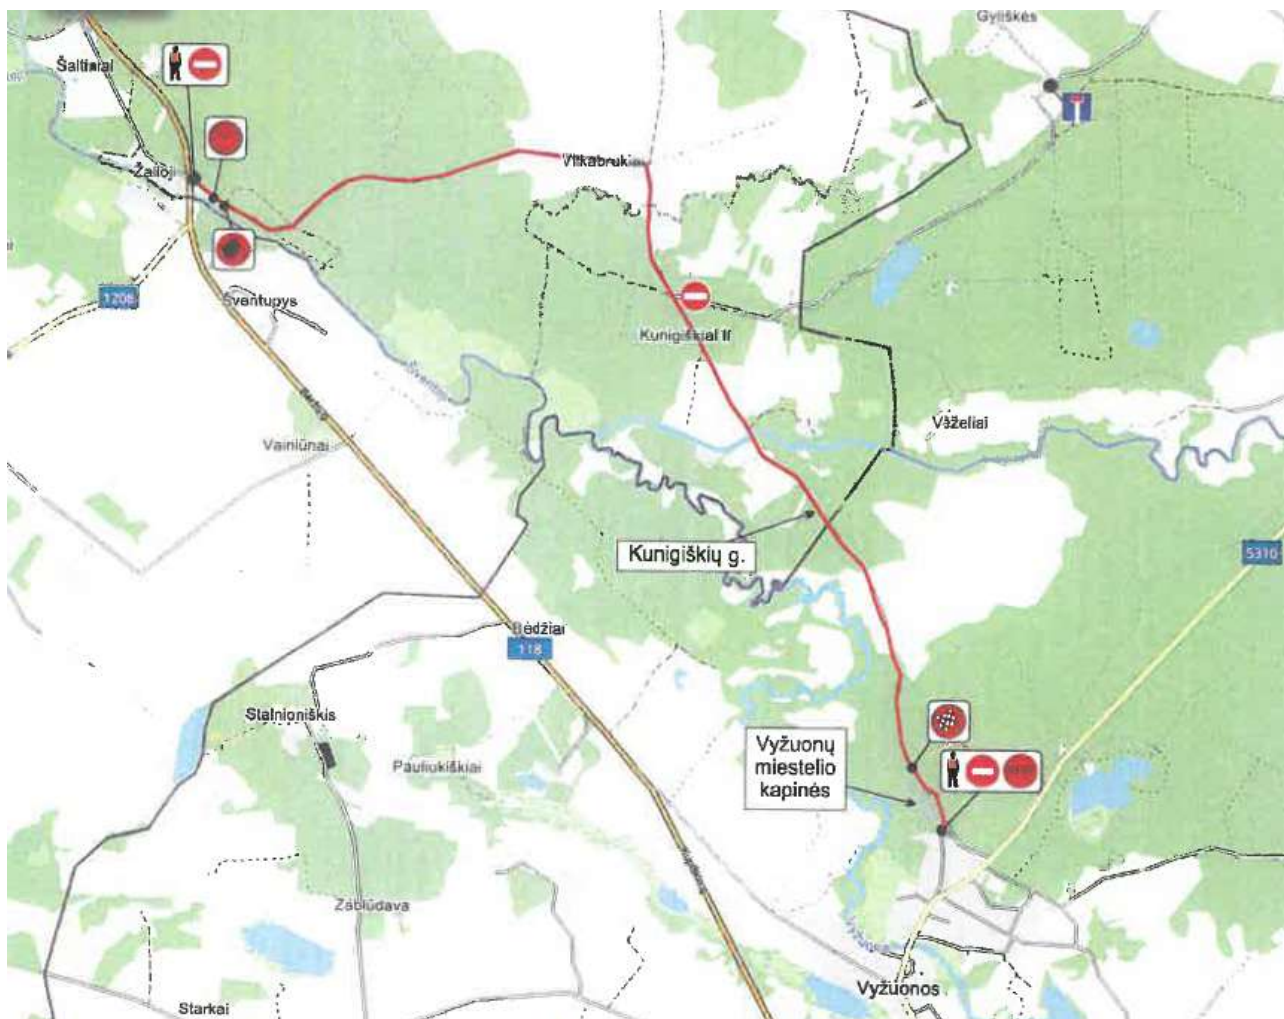 Gyliškės
Šaltiniai
Žalioji
Vilkabrukiai
1208
Šventupys
Kunigiškiai II
Vėželiai
Vainiūnai
Kunigiškių g.
5310
Bėdžiai
118
Stalnioniškis
Pauliukiškiai
Vyžuonų
miestelio
kapinės
Zablūdava
Vyžuonos
Starkai